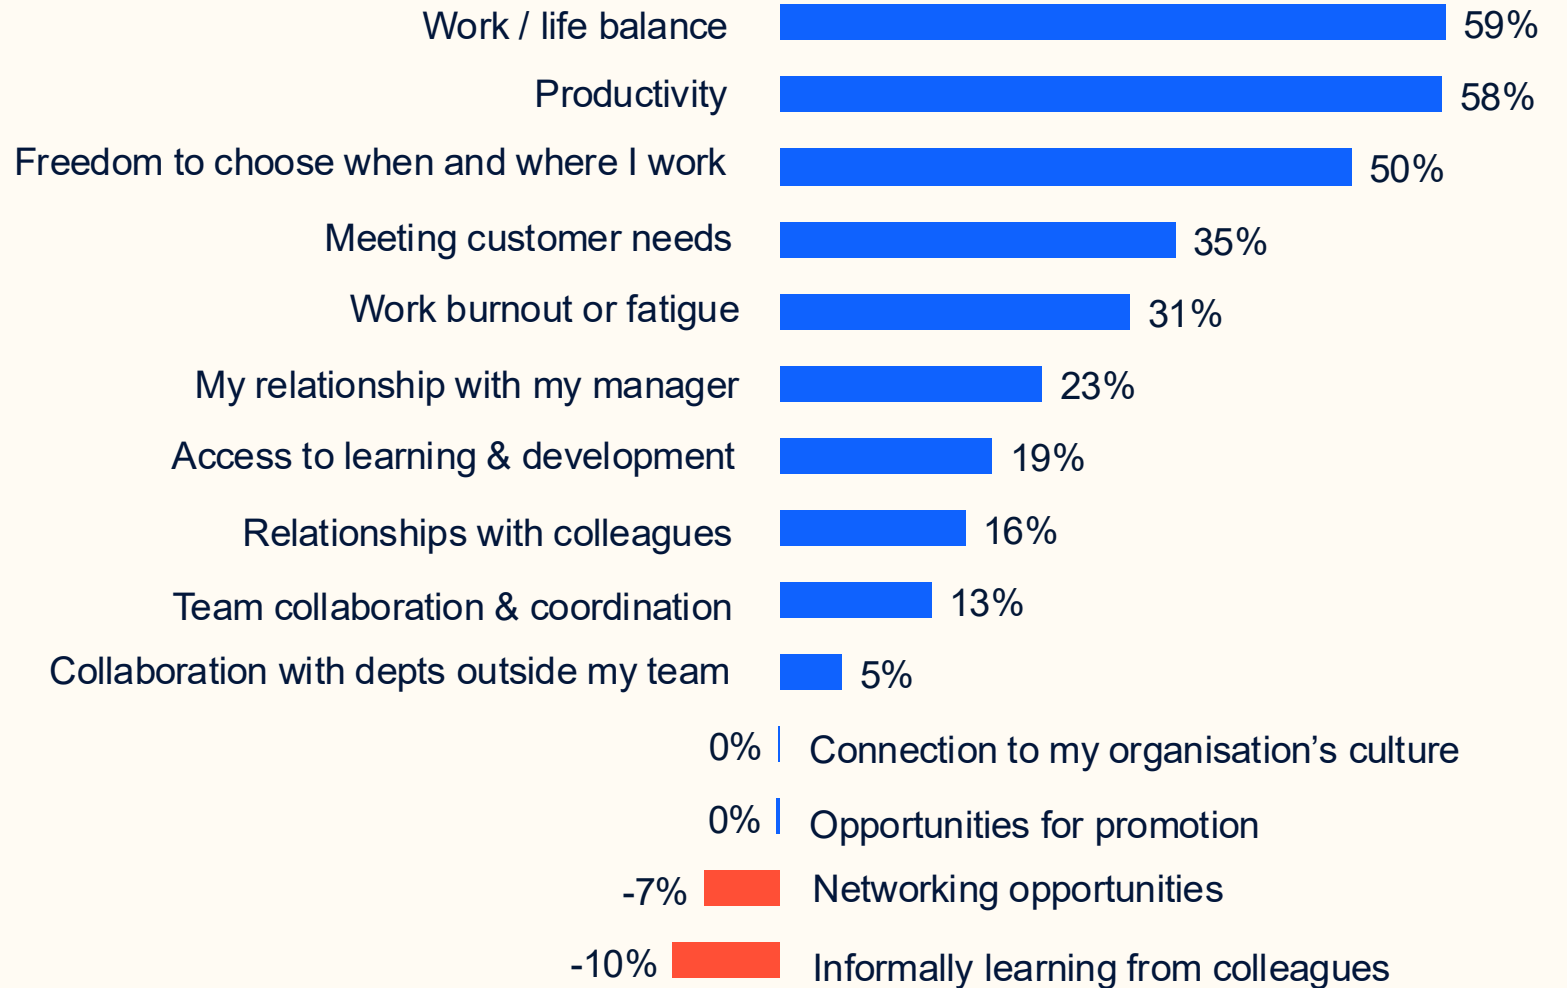 Work / life balance 59%
Productivity 58%
Freedom to choose when and where I work 50%
Meeting customer needs 35%
Work burnout or fatigue 31%
My relationship with my manager 23%
Access to learning & development 19%
Relationships with colleagues 16%
Team collaboration & coordination 13%
Collaboration with depts outside my team 5%
0% Connection to my organisation’s culture
0% Opportunities for promotion
-7% Networking opportunities
-10% Informally learning from colleagues